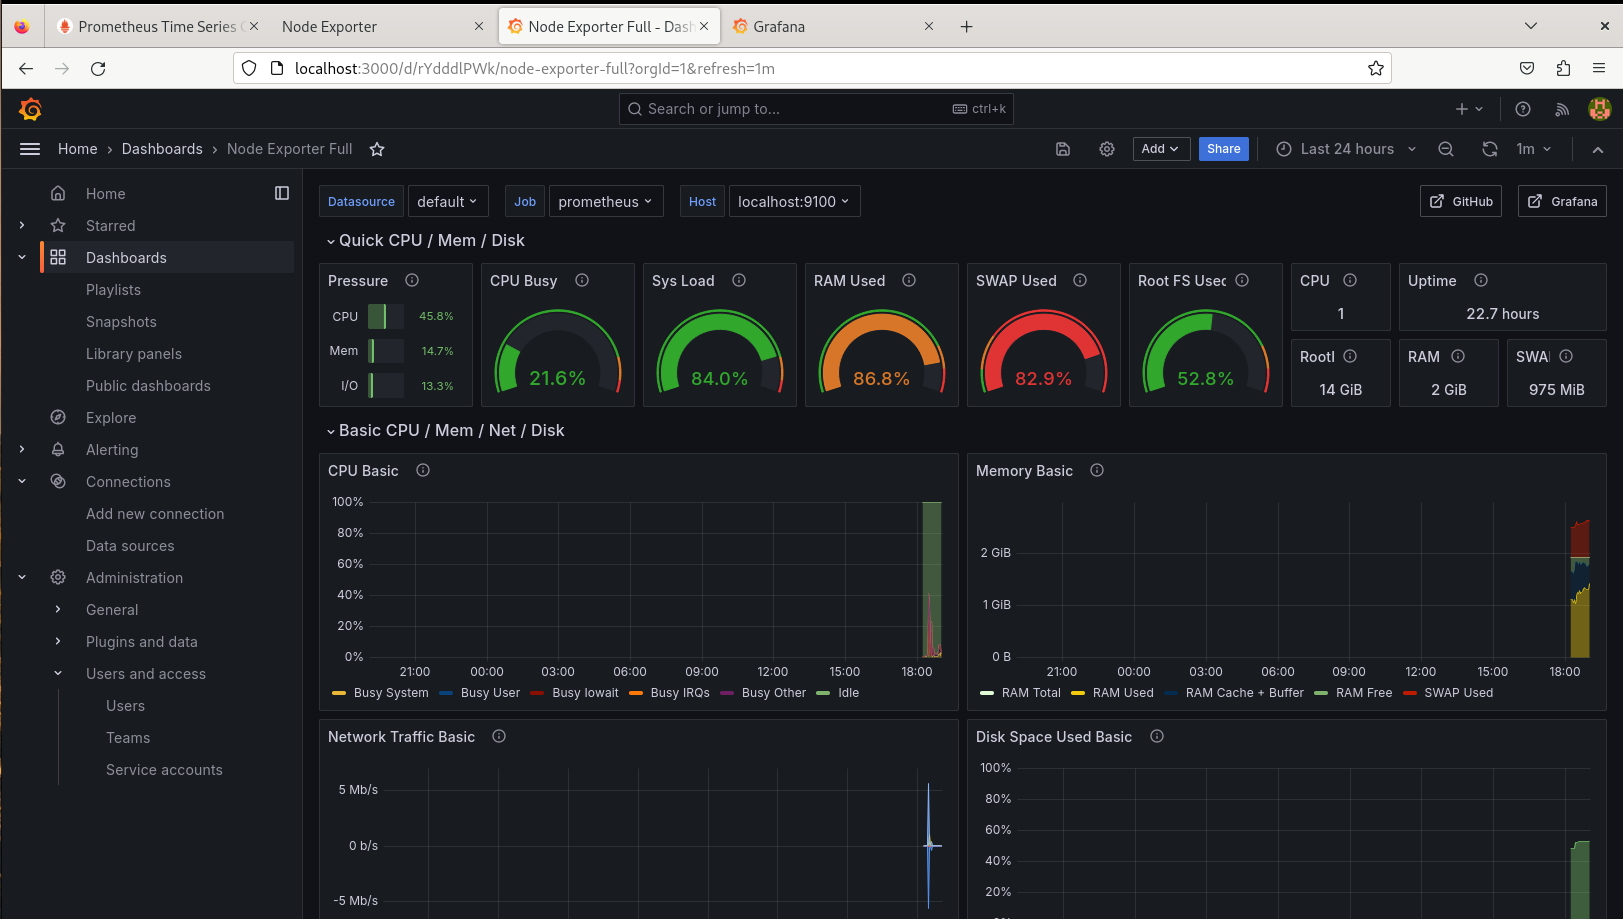 Prometheus Time Series
Node Exporter
Node Exporter Full - Dash
Grafana
localhost:3000/d/rYdddlPWk/node-exporter-full?orgId=1&refresh=1m
Search or jump to...
ctrl+k
Home
Dashboards
Node Exporter Full
Add
Share
Last 24 hours
1m
Home
Starred
Dashboards
Playlists
Snapshots
Library panels
Public dashboards
Explore
Alerting
Connections
Add new connection
Data sources
Administration
General
Plugins and data
Users and access
Users
Teams
Service accounts
Datasource
default
Job
prometheus
Host
localhost:9100
GitHub
Grafana
Quick CPU / Mem / Disk
Pressure
CPU
45.8%
Mem
14.7%
I/O
13.3%
CPU Busy
21.6%
Sys Load
84.0%
RAM Used
86.8%
SWAP Used
82.9%
Root FS Used
52.8%
CPU
1
Uptime
22.7 hours
RootI
14 GiB
RAM
2 GiB
SWA
975 MiB
Basic CPU / Mem / Net / Disk
CPU Basic
100%
80%
60%
40%
20%
0%
21:00 00:00 03:00 06:00 09:00 12:00 15:00 18:00
Busy System Busy User Busy Iowait Busy IRQs Busy Other Idle
Memory Basic
2 GiB
1 GiB
0 B
21:00 00:00 03:00 06:00 09:00 12:00 15:00 18:00
RAM Total RAM Used RAM Cache + Buffer RAM Free SWAP Used
Network Traffic Basic
5 Mb/s
0 b/s
-5 Mb/s
Disk Space Used Basic
100%
80%
60%
40%
20%